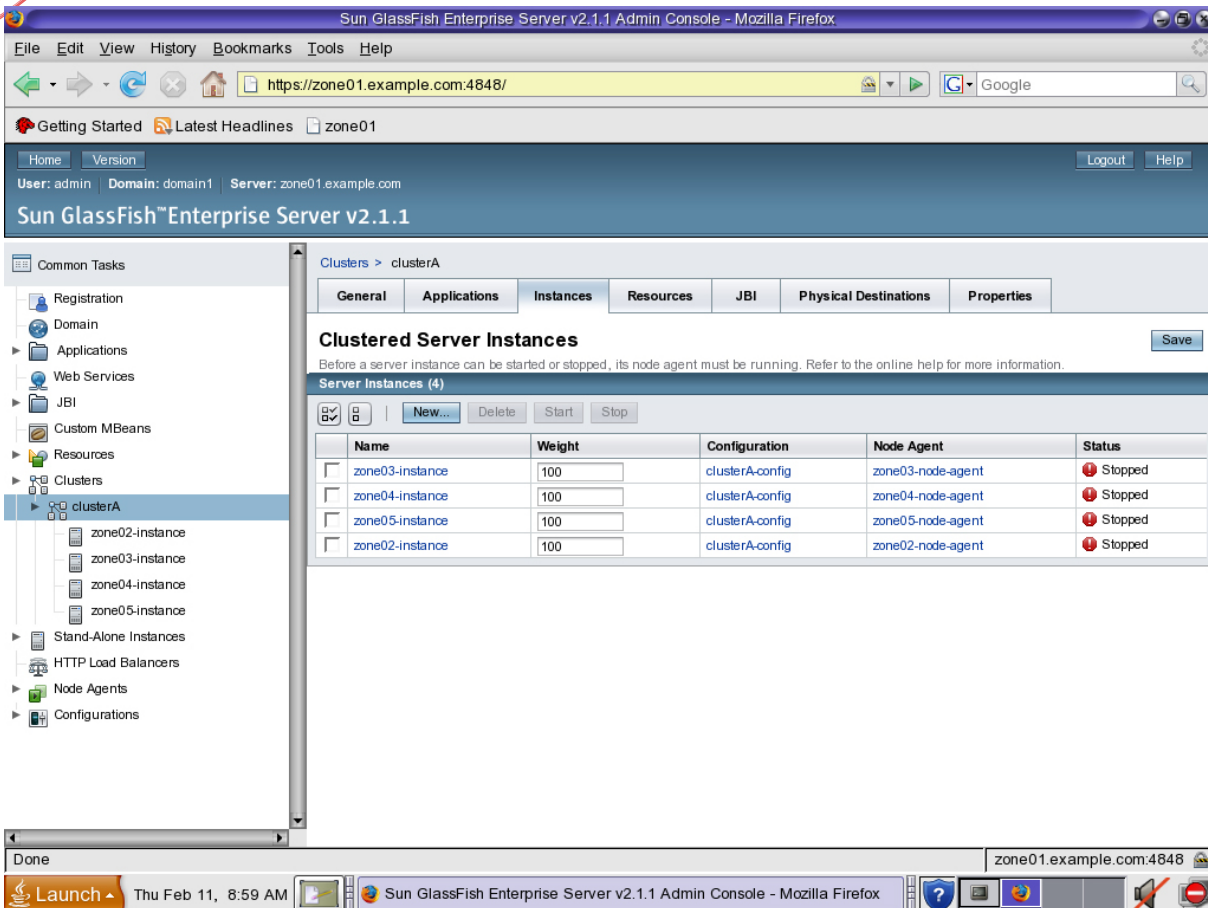 Sun GlassFish Enterprise Server v2.1.1 Admin Console - Mozilla Firefox
File Edit View History Bookmarks Tools Help
https://zone01.example.com:4848/
G Google
Getting Started Latest Headlines zone01
Home Version Logout Help
User: admin Domain: domain1 Server: zone01.example.com
Sun GlassFish™ Enterprise Server v2.1.1
Common Tasks
Registration
Domain
Applications
Web Services
JBI
Custom MBeans
Resources
Clusters
clusterA
zone02-instance
zone03-instance
zone04-instance
zone05-instance
Stand-Alone Instances
HTTP Load Balancers
Node Agents
Configurations
Clusters > clusterA
General Applications Instances Resources JBI Physical Destinations Properties
Clustered Server Instances
Save
Before a server instance can be started or stopped, its node agent must be running. Refer to the online help for more information.
Server Instances (4)
New... Delete Start Stop
Name Weight Configuration Node Agent Status
zone03-instance 100 clusterA-config zone03-node-agent Stopped
zone04-instance 100 clusterA-config zone04-node-agent Stopped
zone05-instance 100 clusterA-config zone05-node-agent Stopped
zone02-instance 100 clusterA-config zone02-node-agent Stopped
Done zone01.example.com:4848
Launch Thu Feb 11, 8:59 AM Sun GlassFish Enterprise Server v2.1.1 Admin Console - Mozilla Firefox ?